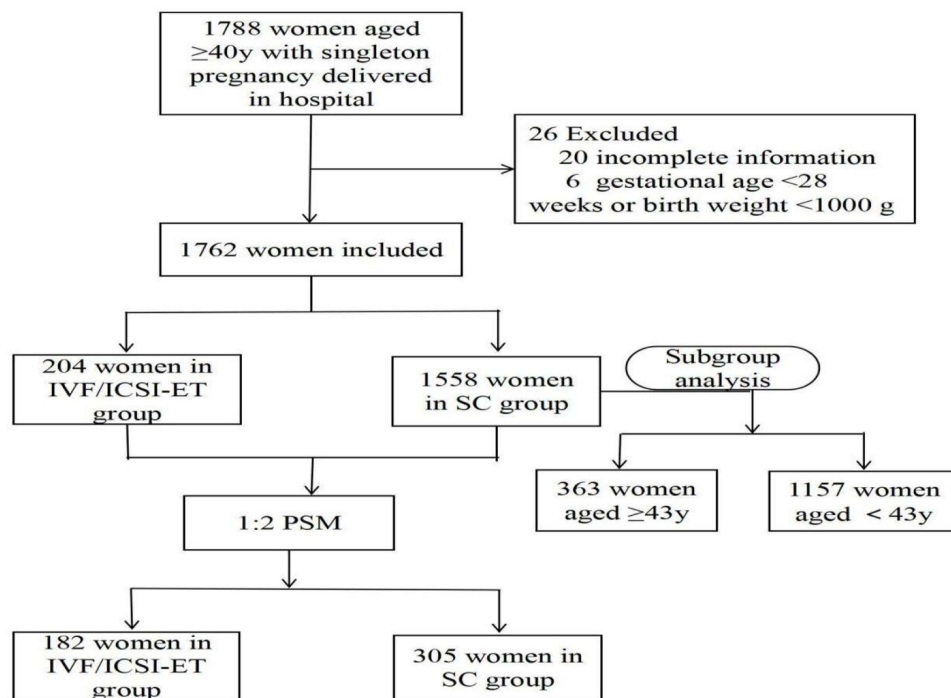 1788 women aged
≥40y with singleton
pregnancy delivered
in hospital
26 Excluded
20 incomplete information
6 gestational age <28
weeks or birth weight <1000 g
1762 women included
204 women in
IVF/ICSI-ET
group
1558 women
in SC group
Subgroup
analysis
363 women
aged ≥43y
1157 women
aged < 43y
1:2 PSM
182 women in
IVF/ICSI-ET
group
305 women in
SC group